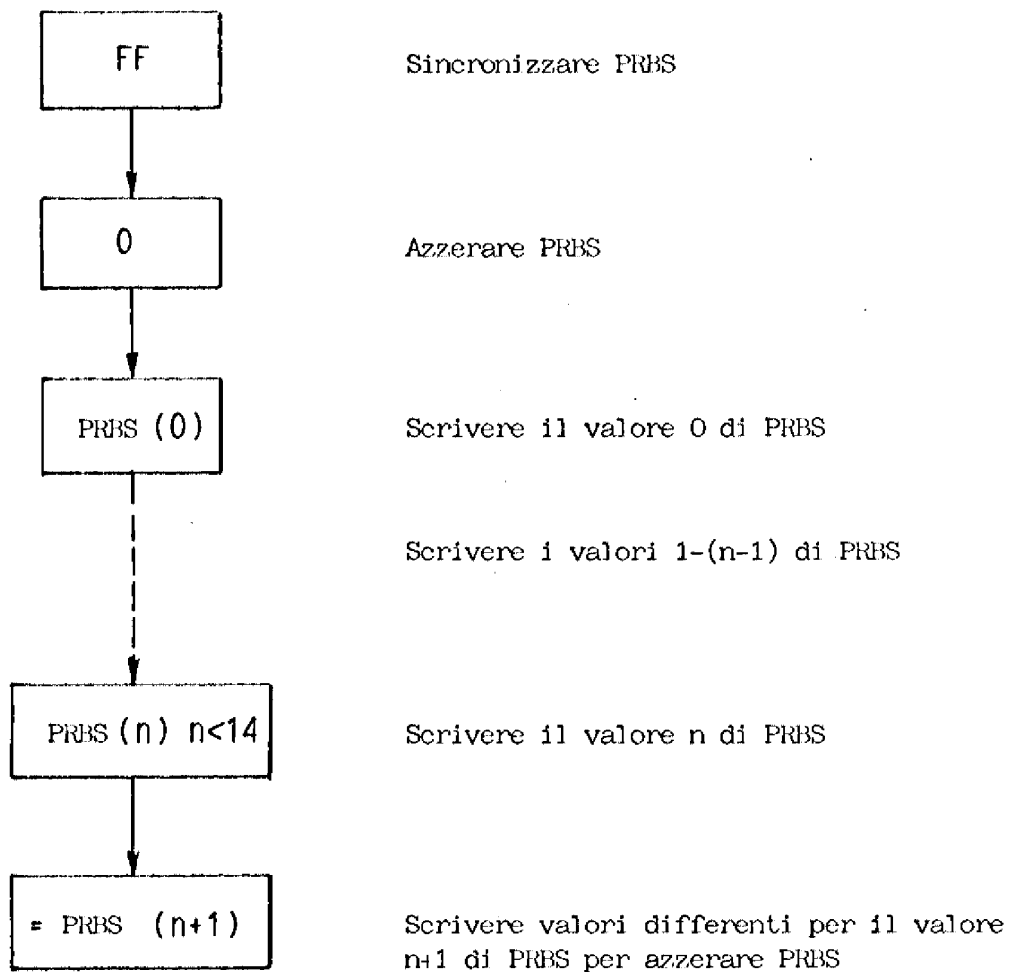 FF
Sincronizzare PRBS
0
Azzerare PRBS
PRBS (0)
Scrivere il valore 0 di PRBS
Scrivere i valori 1-(n-1) di PRBS
PRBS (n) n<14
Scrivere il valore n di PRBS
= PRBS (n+1)
Scrivere valori differenti per il valore
n+1 di PRBS per azzerare PRBS